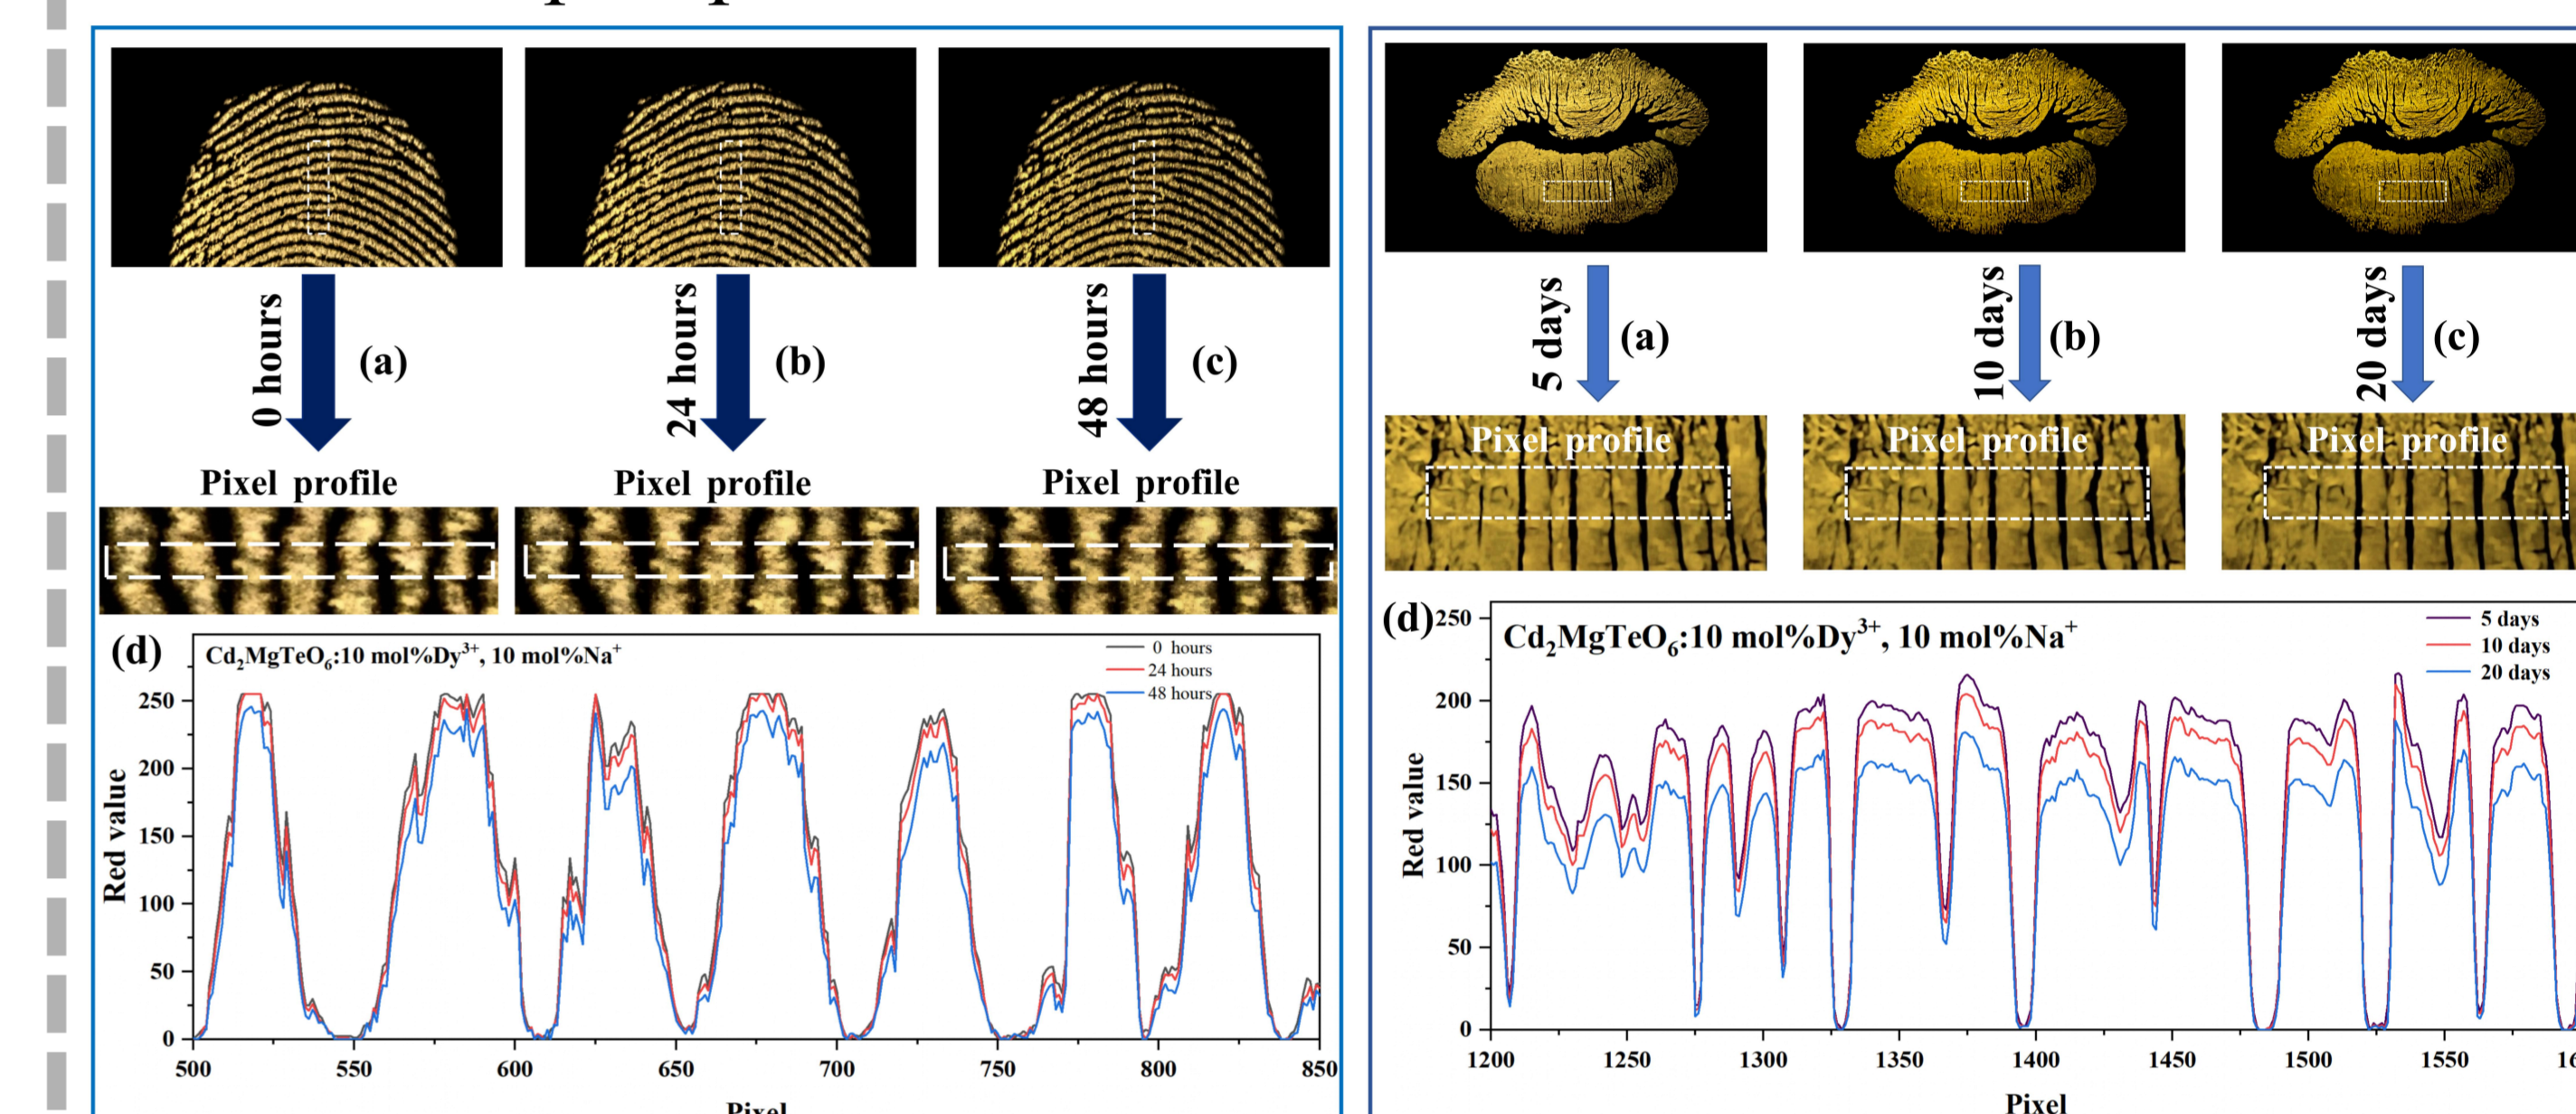 0 hours
(a)
24 hours
(b)
48 hours
(c)
Pixel profile
Pixel profile
Pixel profile
(d)
Cd₂MgTeO₆:10 mol%Dy³⁺, 10 mol%Na⁺
0 hours
24 hours
48 hours
Red value
250
200
150
100
50
0
500 550 600 650 700 750 800 850
Pixel
5 days
(a)
10 days
(b)
20 days
(c)
Pixel profile
Pixel profile
Pixel profile
(d)
Cd₂MgTeO₆:10 mol%Dy³⁺, 10 mol%Na⁺
5 days
10 days
20 days
Red value
250
200
150
100
50
0
1200 1250 1300 1350 1400 1450 1500 1550
Pixel